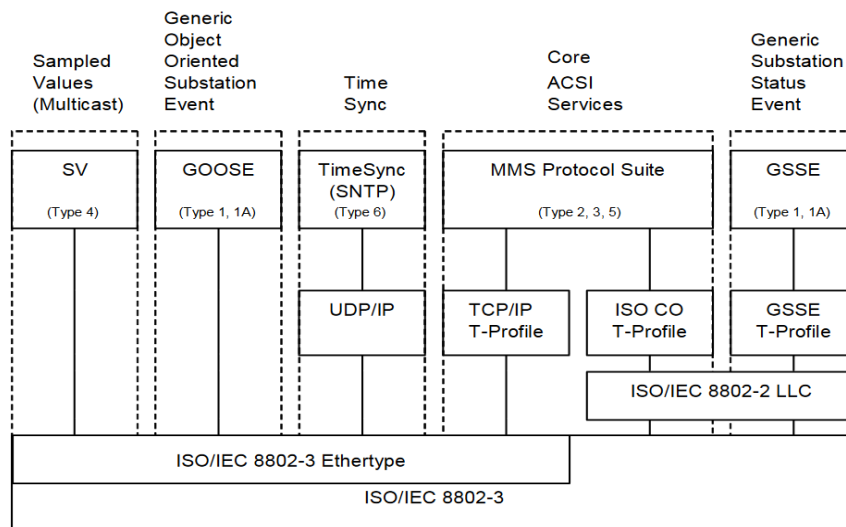 Sampled
Values
(Multicast)
Generic
Object
Oriented
Substation
Event
Time
Sync
Core
ACSI
Services
Generic
Substation
Status
Event
SV
(Type 4)
GOOSE
(Type 1, 1A)
TimeSync
(SNTP)
(Type 6)
MMS Protocol Suite
(Type 2, 3, 5)
GSSE
(Type 1, 1A)
UDP/IP
TCP/IP
T-Profile
ISO CO
T-Profile
GSSE
T-Profile
ISO/IEC 8802-2 LLC
ISO/IEC 8802-3 Ethertype
ISO/IEC 8802-3